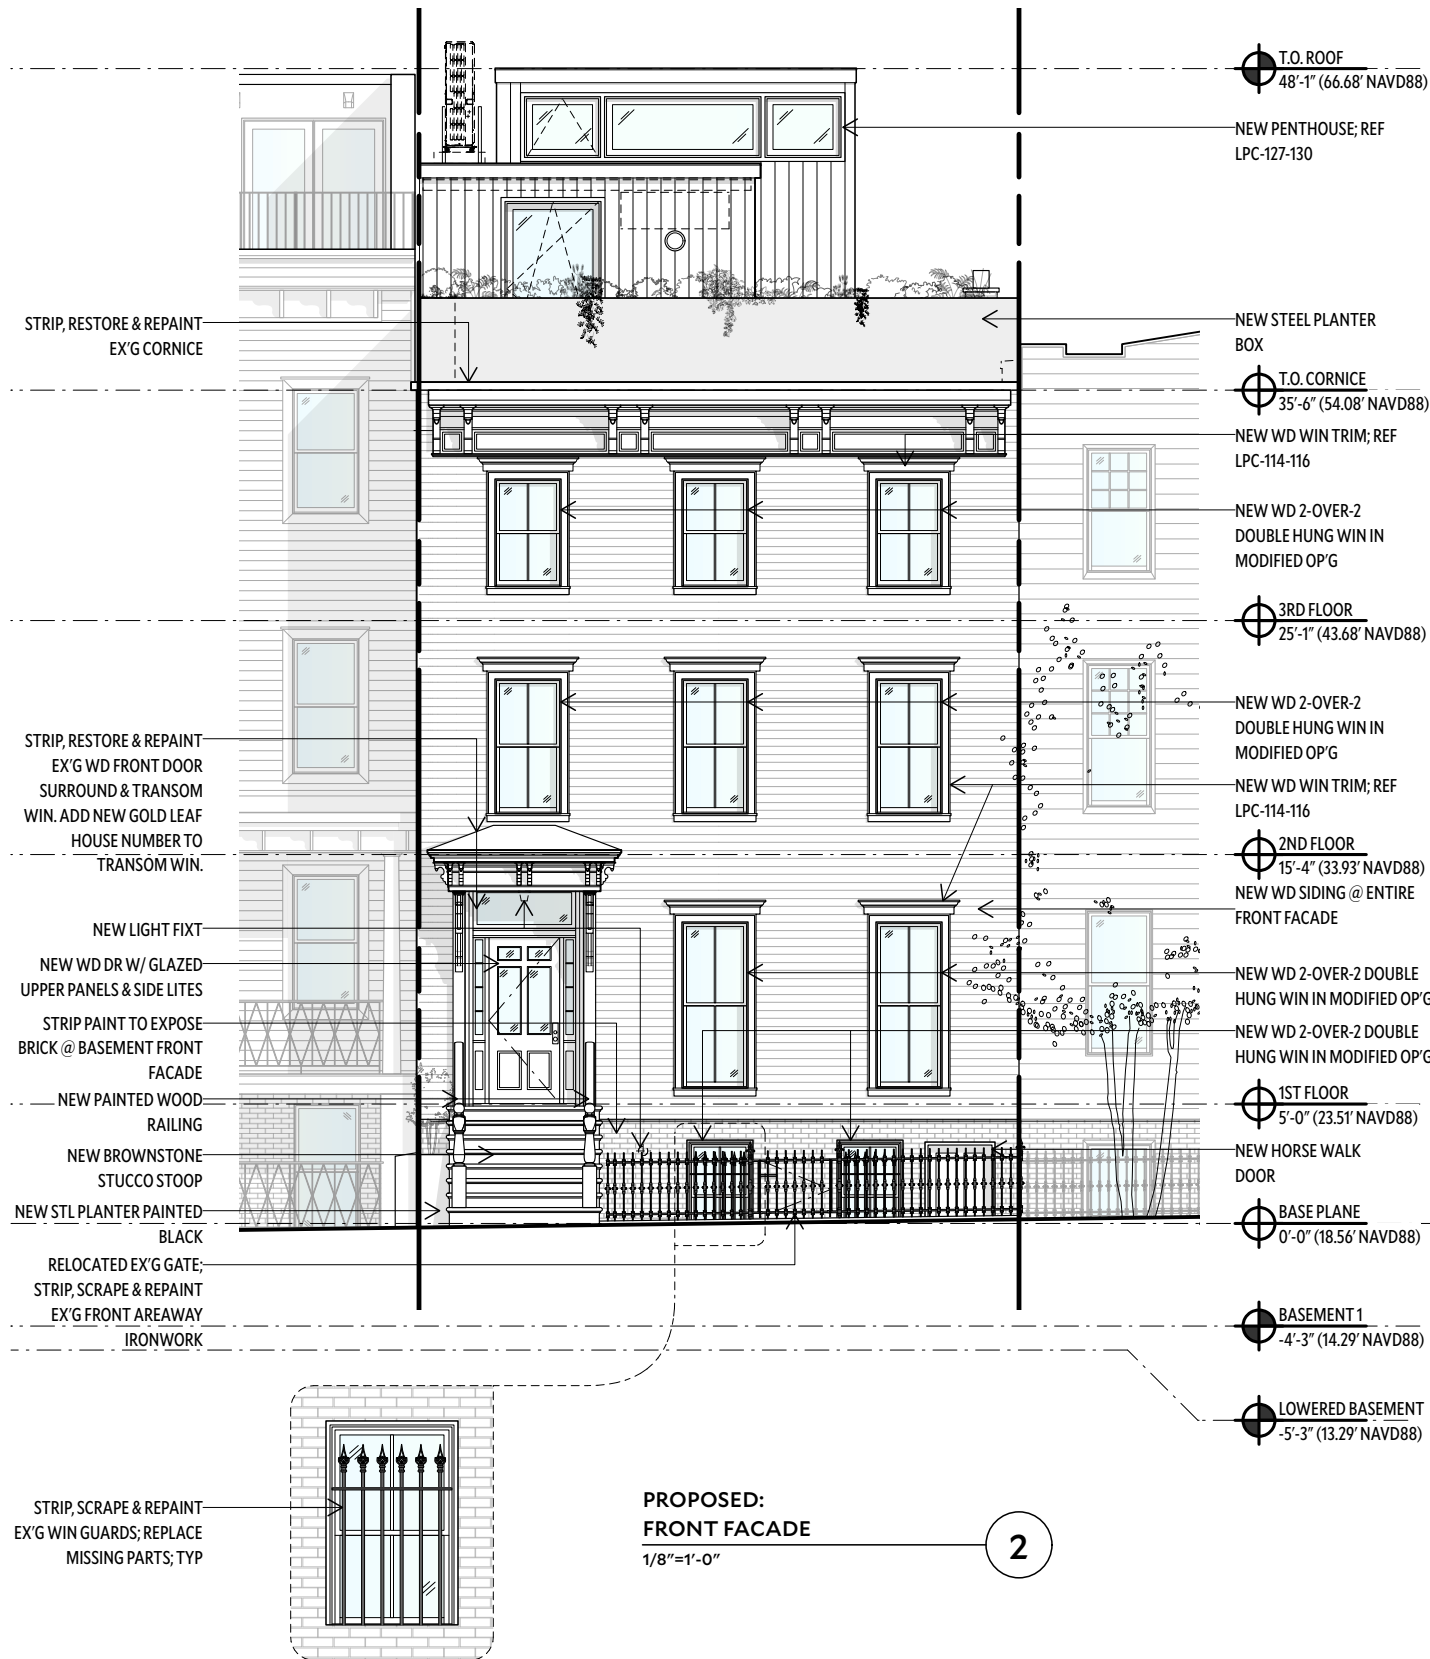 T.O. ROOF
48'-1" (66.68' NAVD88)
NEW PENTHOUSE; REF
LPC-127-130
STRIP, RESTORE & REPAINT
EX'G CORNICE
NEW STEEL PLANTER
BOX
T.O. CORNICE
35'-6" (54.08' NAVD88)
NEW WD WIN TRIM; REF
LPC-114-116
NEW WD 2-OVER-2
DOUBLE HUNG WIN IN
MODIFIED OP'G
3RD FLOOR
25'-1" (43.68' NAVD88)
NEW WD 2-OVER-2
DOUBLE HUNG WIN IN
MODIFIED OP'G
NEW WD WIN TRIM; REF
LPC-114-116
STRIP, RESTORE & REPAINT
EX'G WD FRONT DOOR
SURROUND & TRANSOM
WIN. ADD NEW GOLD LEAF
HOUSE NUMBER TO
TRANSOM WIN.
2ND FLOOR
15'-4" (33.93' NAVD88)
NEW WD SIDING @ ENTIRE
FRONT FACADE
NEW LIGHT FIXT
NEW WD DR W/ GLAZED
UPPER PANELS & SIDE LITES
NEW WD 2-OVER-2 DOUBLE
HUNG WIN IN MODIFIED OP'G
STRIP PAINT TO EXPOSE
BRICK @ BASEMENT FRONT
FACADE
NEW WD 2-OVER-2 DOUBLE
HUNG WIN IN MODIFIED OP'G
NEW PAINTED WOOD
RAILING
1ST FLOOR
5'-0" (23.51' NAVD88)
NEW BROWNSTONE
STUCCO STOOP
NEW HORSE WALK
DOOR
NEW STL PLANTER PAINTED
BLACK
BASE PLANE
0'-0" (18.56' NAVD88)
RELOCATED EX'G GATE;
STRIP, SCRAPE & REPAINT
EX'G FRONT AREAWAY
IRONWORK
BASEMENT 1
-4'-3" (14.29' NAVD88)
LOWERED BASEMENT
-5'-3" (13.29' NAVD88)
STRIP, SCRAPE & REPAINT
EX'G WIN GUARDS; REPLACE
MISSING PARTS; TYP
PROPOSED:
FRONT FACADE
1/8"=1'-0"
2